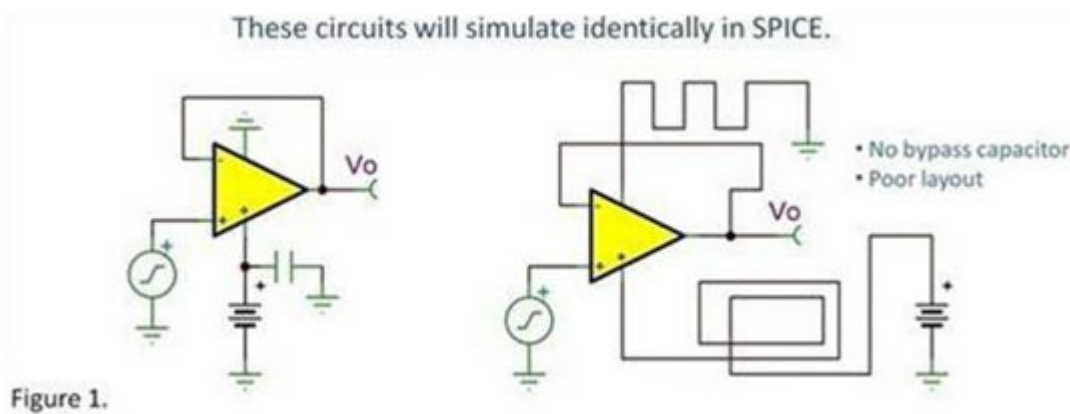 These circuits will simulate identically in SPICE.
Vo
Vo
• No bypass capacitor
• Poor layout
Figure 1.